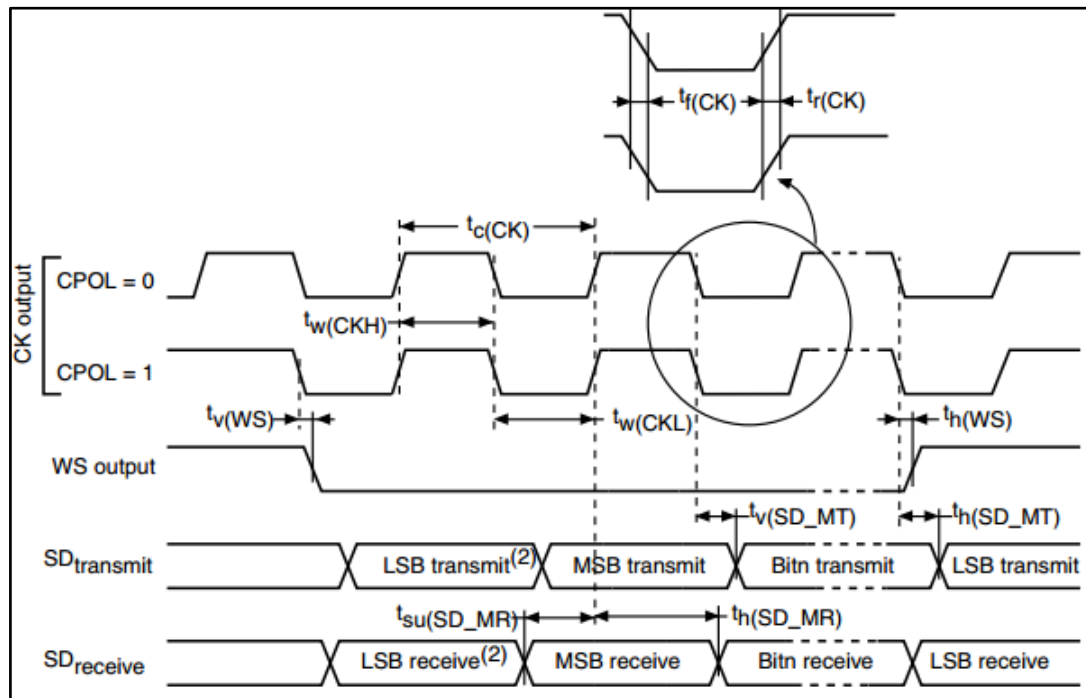 tf(CK) tr(CK)
tc(CK)
CK output
CPOL = 0
tw(CKH)
CPOL = 1
tv(WS) tw(CKL) th(WS)
WS output
tv(SD_MT) th(SD_MT)
SDtransmit LSB transmit(2) MSB transmit Bitn transmit LSB transmit
tsu(SD_MR) th(SD_MR)
SDreceive LSB receive(2) MSB receive Bitn receive LSB receive